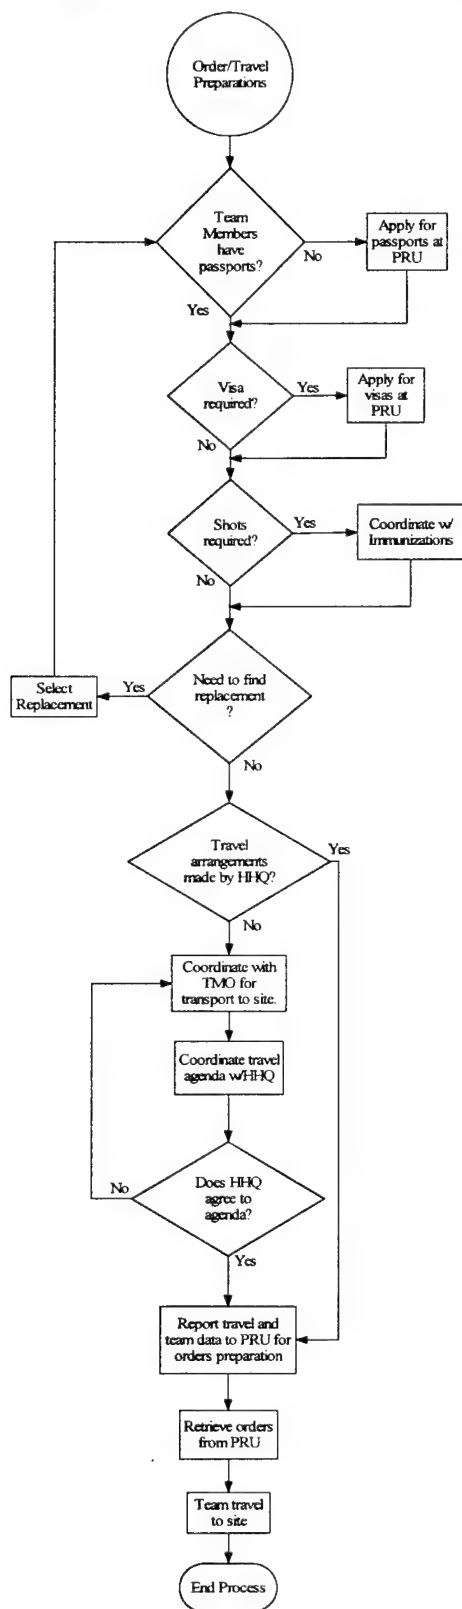 Order/Travel
Preparations
Team
Members
have
passports?
No
Apply for
passports at
PRU
Yes
Visa
required?
Yes
Apply for
visas at
PRU
No
Shots
required?
Yes
Coordinate w/
Immunizations
No
Need to find
replacement
?
Yes
Select
Replacement
No
Travel
arrangements
made by HHQ?
Yes
No
Coordinate with
TMO for
transport to site.
Coordinate travel
agenda w/HHQ
Does HHQ
agree to
agenda?
No
Yes
Report travel and
team data to PRU for
orders preparation
Retrieve orders
from PRU
Team travel
to site
End Process